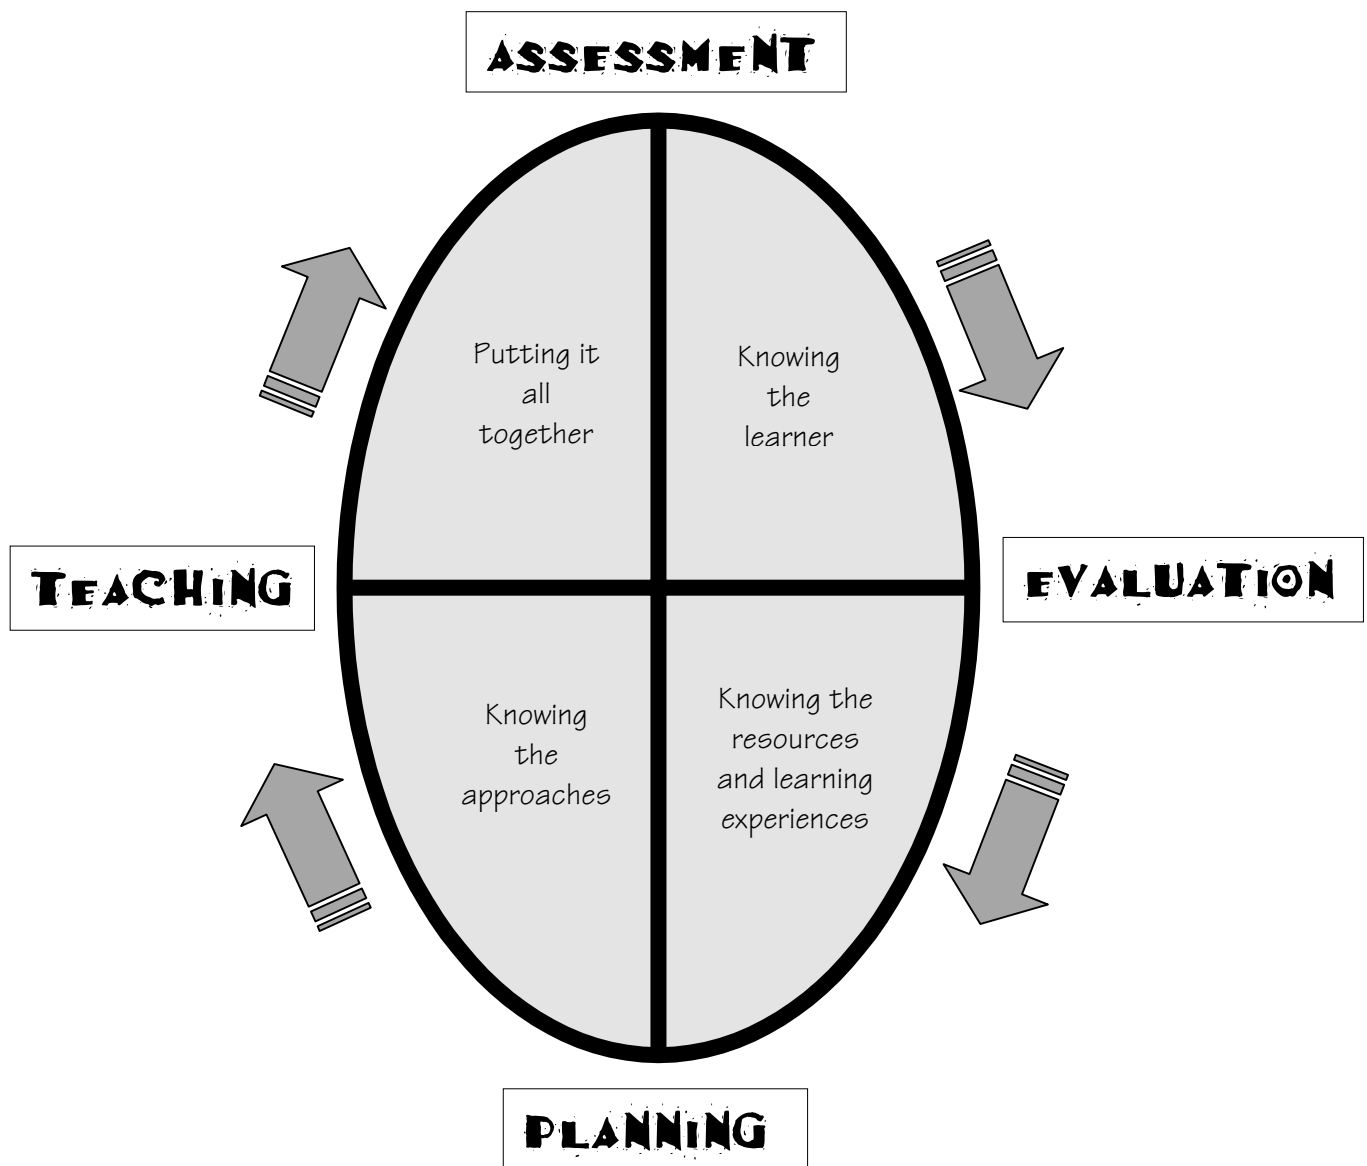 ASSESSMENT
Putting it
all
together
Knowing
the
learner
TEACHING
EVALUATION
Knowing
the
approaches
Knowing the
resources
and learning
experiences
PLANNING